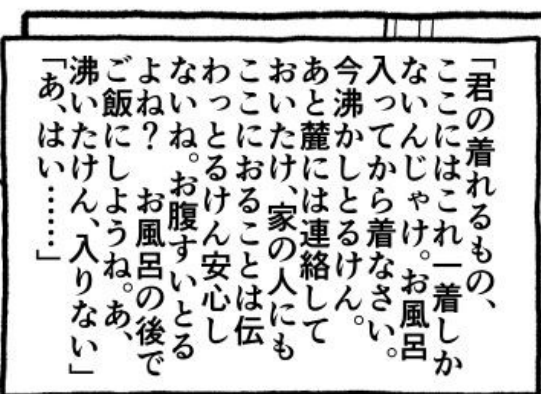 「君の着れるもの、
ここにはこれ一着しか
ないんじゃけ。お風呂
入ってから着なさい。
今沸かしとるけん。
あと麓には連絡して
おいたけ、家の人にも
ここにおることは伝
わっとるけん安心し
ないね。お腹すいとる
よね？　お風呂の後で
ご飯にしようね。あ、
沸いたけん、入りない」
「あ、はい……」